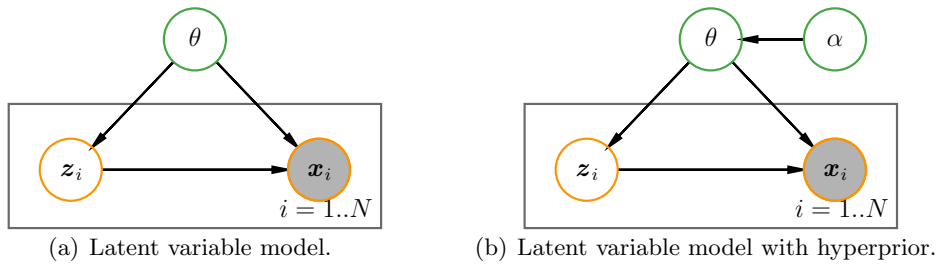 θ
z_i
x_i
i = 1..N
(a) Latent variable model.
θ
α
z_i
x_i
i = 1..N
(b) Latent variable model with hyperprior.